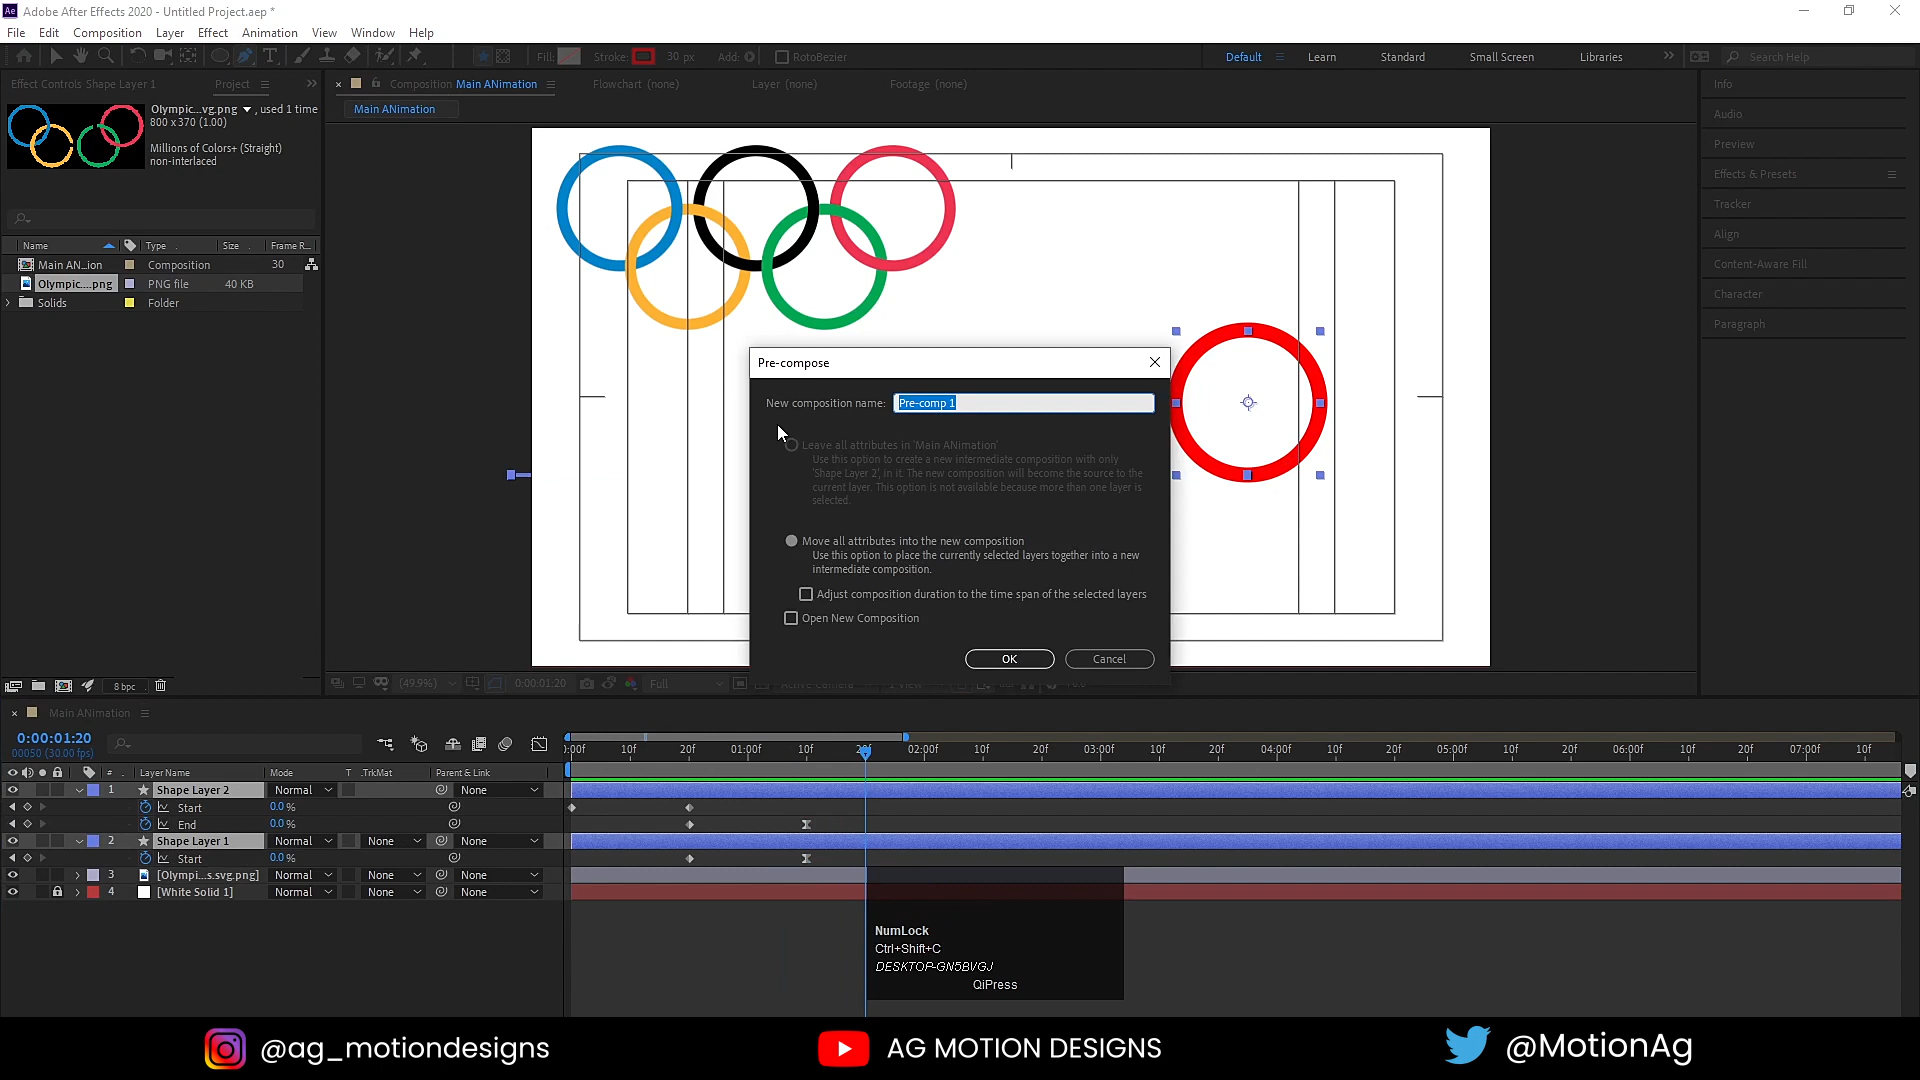 Adobe After Effects 2020 - Untitled Project.aep *
File Edit Composition Layer Effect Animation View Window Help
Fill: Stroke: 30 px Add: RotoBezier Default Learn Standard Small Screen Libraries Search Help
Effect Controls Shape Layer 1 Project
Composition Main ANimation Flowchart (none) Layer (none) Footage (none)
Main ANimation
Olympic...vg.png , used 1 time
800 x 370 (1.00)
Millions of Colors+ (Straight)
non-interlaced
Name Type Size Frame R...
Main AN...ion Composition 30
Olympic....png PNG file 40 KB
Solids Folder
8 bpc
Info
Audio
Preview
Effects & Presets
Tracker
Align
Content-Aware Fill
Character
Paragraph
Pre-compose
New composition name: Pre-comp 1
Leave all attributes in 'Main ANimation'
Use this option to create a new intermediate composition with only
'Shape Layer 2' in it. The new composition will become the source to the
current layer. This option is not available because more than one layer is
selected.
Move all attributes into the new composition
Use this option to place the currently selected layers together into a new
intermediate composition.
Adjust composition duration to the time span of the selected layers
Open New Composition
OK Cancel
(49.9%) 0:00:01:20 Full
Main ANimation
0:00:01:20
00050 (30.00 fps)
:00f 10f 20f 01:00f 10f 20f 02:00f 10f 20f 03:00f 10f 20f 04:00f 10f 20f 05:00f 10f 20f 06:00f 10f 20f 07:00f 10f
# Layer Name Mode T .TrkMat Parent & Link
1 Shape Layer 2 Normal None
Start 0.0 %
End 0.0 %
2 Shape Layer 1 Normal None None
Start 0.0 %
3 [Olympi...s.svg.png] Normal None None
4 [White Solid 1] Normal None None
NumLock
Ctrl+Shift+C
DESKTOP-GN5BVGJ
QiPress
@ag_motiondesigns
AG MOTION DESIGNS
@MotionAg